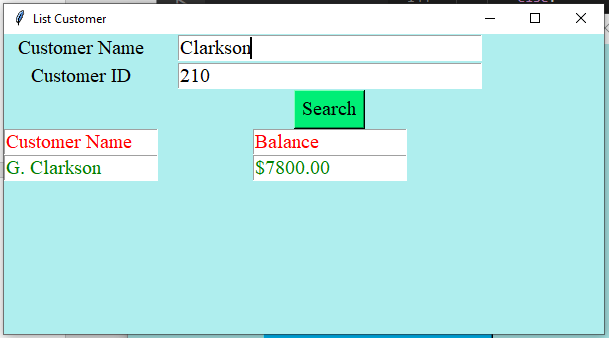 List Customer
Customer Name Clarkson
Customer ID 210
Search
Customer Name Balance
G. Clarkson $7800.00